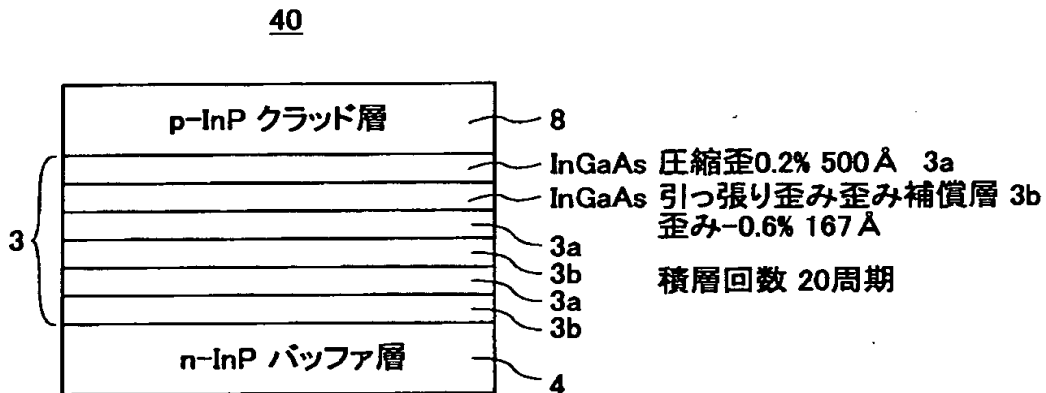 40
p-InP クラッド層
8
InGaAs 圧縮歪0.2% 500Å 3a
InGaAs 引っ張り歪み歪み補償層 3b
歪み-0.6% 167Å
3
3a
3b
積層回数 20周期
3a
3b
n-InP バッファ層
4